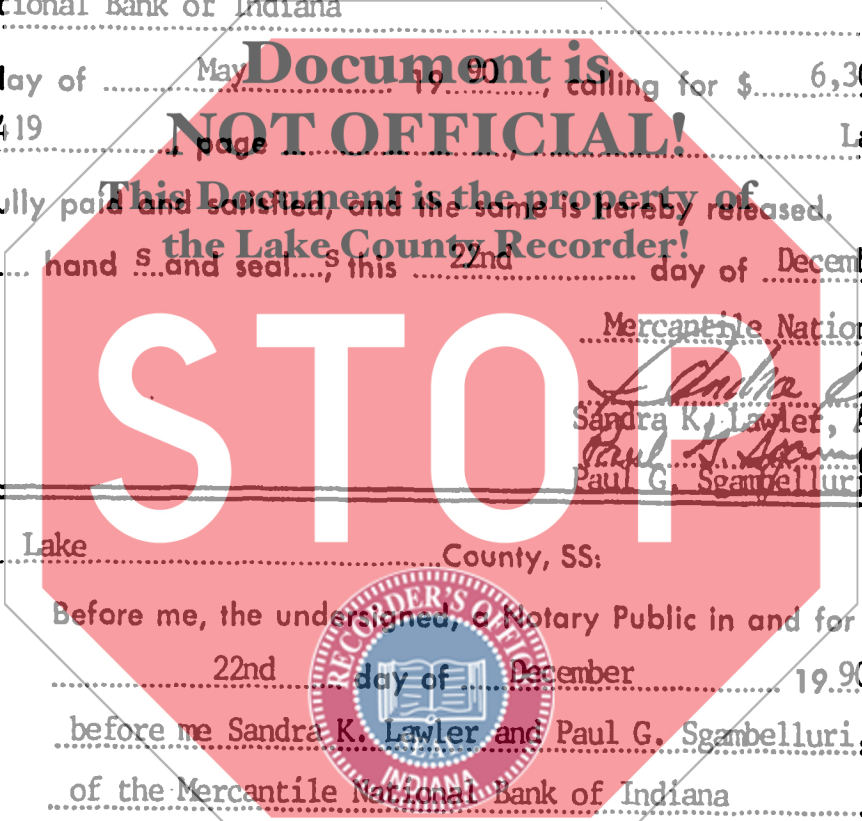 tional Bank of Indiana
day of May 19 90, calling for $ 6,3
419 page La
ully paid and satisfied, and the same is hereby released.
hand s and seal s, this 22nd day of Decemb
Mercantile Nation
Sandra K. Lawler, A
Paul G. Sgambelluri
Lake County, SS:
Before me, the undersigned, a Notary Public in and for
22nd day of December 19 90
before me Sandra K. Lawler and Paul G. Sgambelluri,
of the Mercantile National Bank of Indiana
Document is
NOT OFFICIAL!
This Document is the property of
the Lake County Recorder!
STOP
RECORDER'S OFFICE
INDIANA